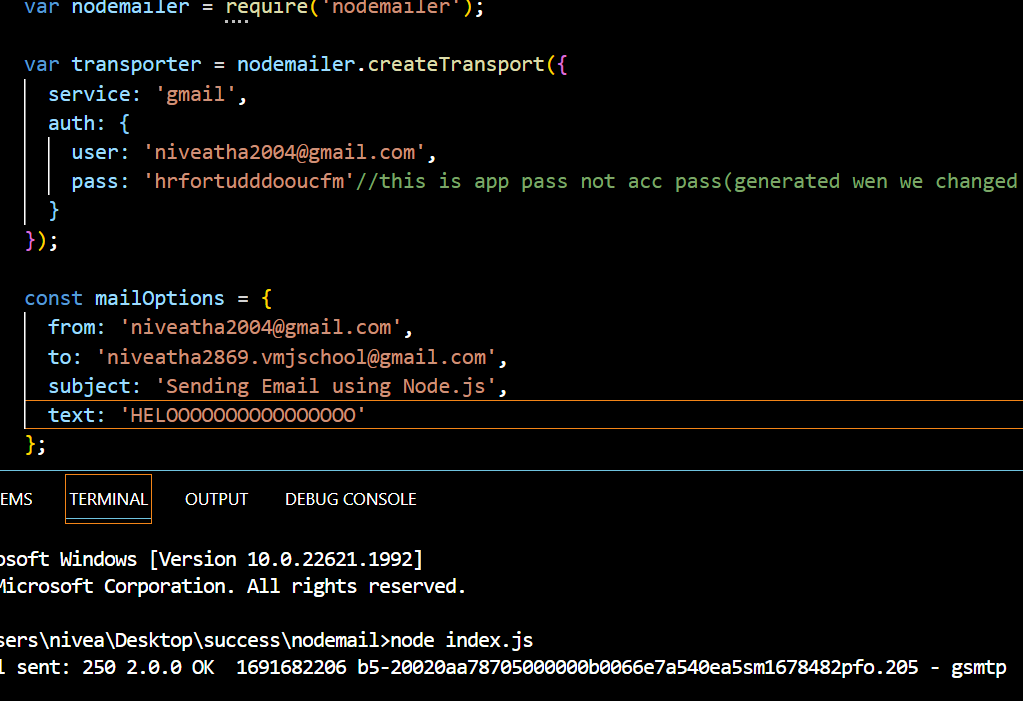 var nodemailer = require('nodemailer');
var transporter = nodemailer.createTransport({
service: 'gmail',
auth: {
user: 'niveatha2004@gmail.com',
pass: 'hrfortudddooucfm'//this is app pass not acc pass(generated wen we changed
}
});
const mailOptions = {
from: 'niveatha2004@gmail.com',
to: 'niveatha2869.vmjschool@gmail.com',
subject: 'Sending Email using Node.js',
text: 'HELOOOOOOOOOOOOOOOO'
};
EMS TERMINAL OUTPUT DEBUG CONSOLE
osoft Windows [Version 10.0.22621.1992]
Microsoft Corporation. All rights reserved.
sers\nivea\Desktop\success\nodemail>node index.js
l sent: 250 2.0.0 OK  1691682206 b5-20020aa78705000000b0066e7a540ea5sm1678482pfo.205 - gsmtp